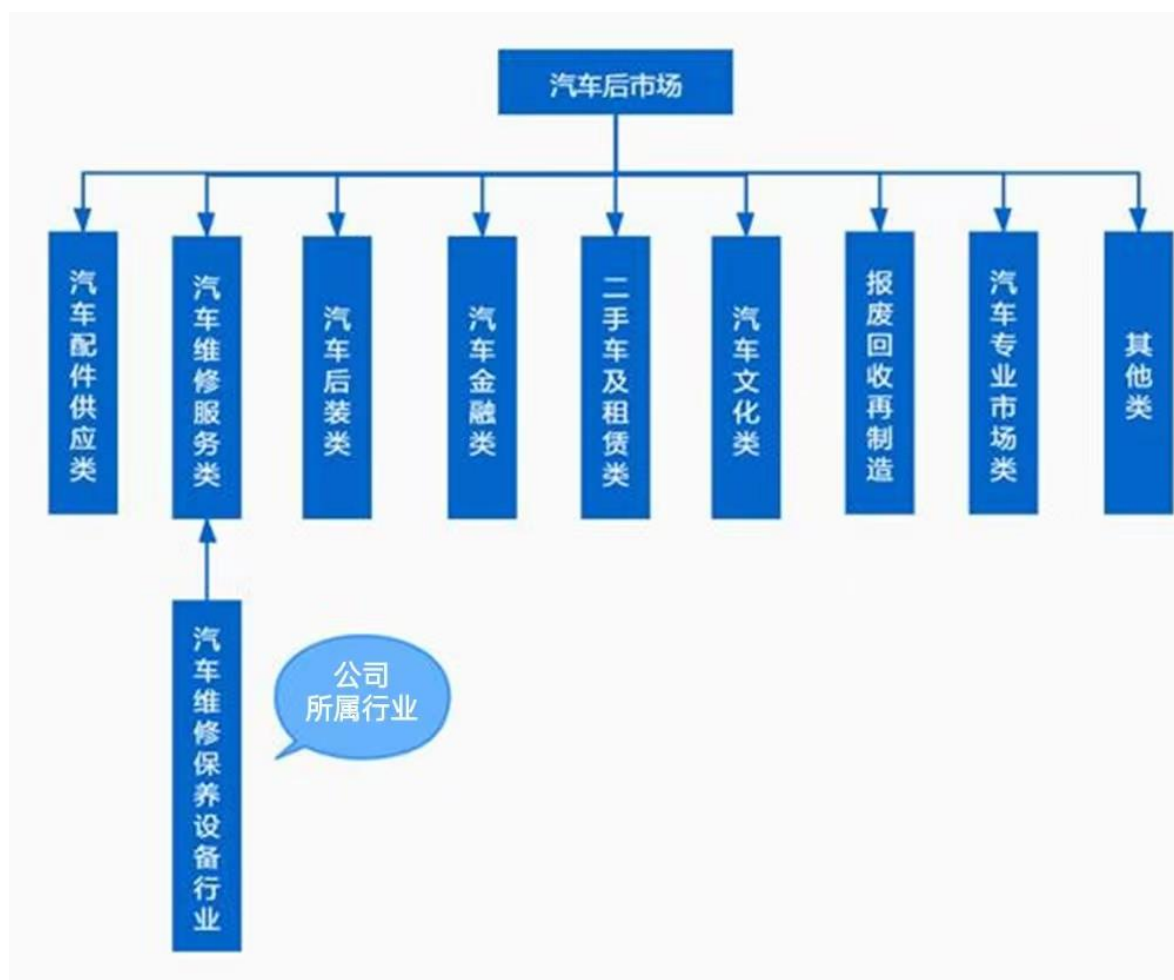 汽车后市场
汽车配件供应类
汽车维修服务类
汽车后装类
汽车金融类
二手车及租赁类
汽车文化类
报废回收再制造
汽车专业市场类
其他类
汽车维修保养设备行业
公司
所属行业